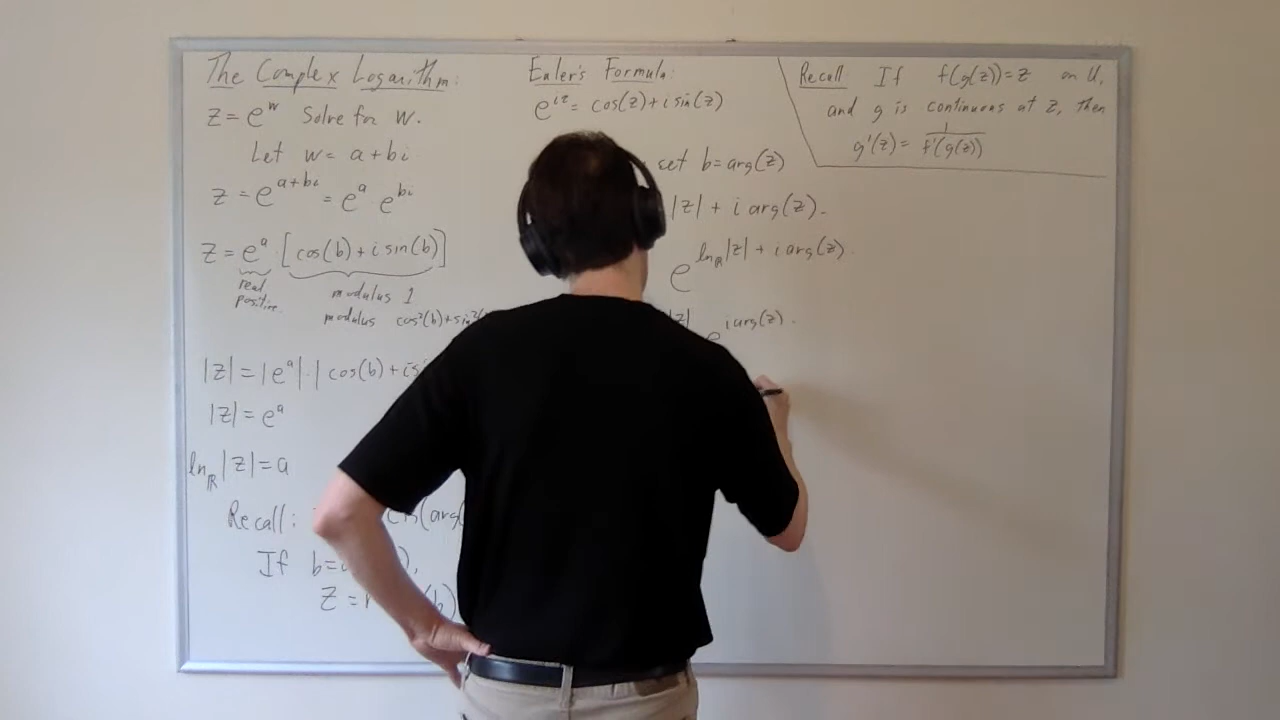 The Complex Logarithm:
z = e^w Solve for w.
Let w = a + bi
z = e^{a+bi} = e^a e^{bi}
z = e^a [cos(b) + i sin(b)]
real positive.
modulus 1
modulus cos²(b)+sin²(
|z| = |e^a| · | cos(b) + i si
|z| = e^a
ln_ℝ |z| = a
Recall: cis(arg(
If b=
z = r (b)
Euler's Formula:
e^{iz} = cos(z) + i sin(z)
set b = arg(z)
|z| + i arg(z).
e^{ln_ℝ|z| + i arg(z)}.
|z| e^{i arg(z)}.
Recall If f(g(z)) = z on U,
and g is continuous at z, then
g'(z) = 1/f'(g(z))